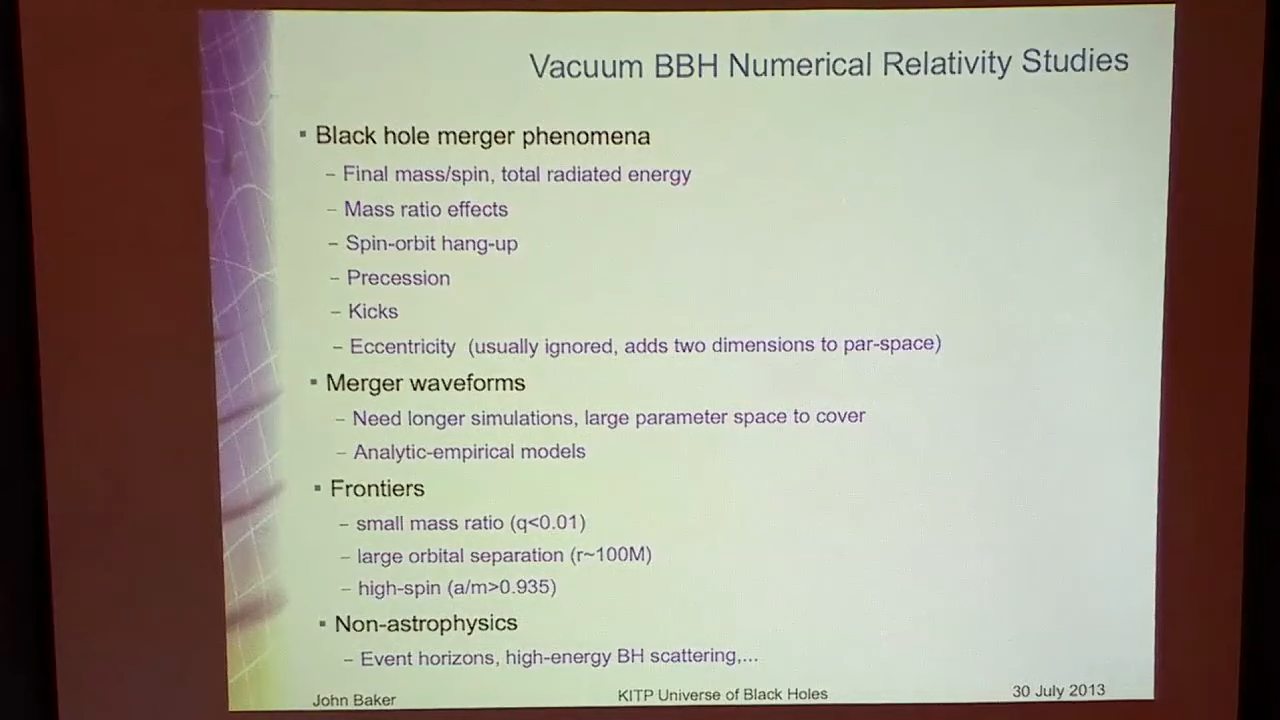 Vacuum BBH Numerical Relativity Studies
▪ Black hole merger phenomena
– Final mass/spin, total radiated energy
– Mass ratio effects
– Spin-orbit hang-up
– Precession
– Kicks
– Eccentricity (usually ignored, adds two dimensions to par-space)
▪ Merger waveforms
– Need longer simulations, large parameter space to cover
– Analytic-empirical models
▪ Frontiers
– small mass ratio (q<0.01)
– large orbital separation (r~100M)
– high-spin (a/m>0.935)
▪ Non-astrophysics
– Event horizons, high-energy BH scattering,...
John Baker KITP Universe of Black Holes 30 July 2013